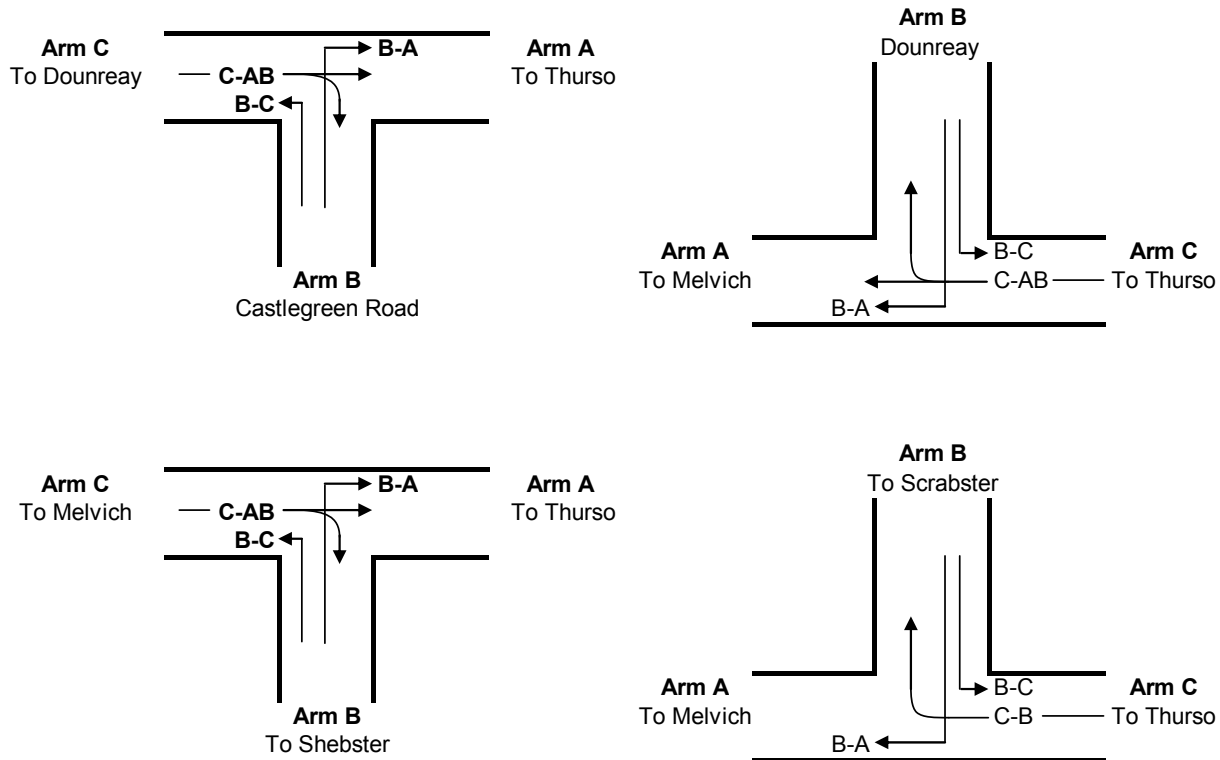 Arm C
To Dounreay
B-A
C-AB
B-C
Arm A
To Thurso
Arm B
Castlegreen Road
Arm B
Dounreay
Arm A
To Melvich
B-C
C-AB
B-A
Arm C
To Thurso
Arm C
To Melvich
B-A
C-AB
B-C
Arm A
To Thurso
Arm B
To Shebster
Arm B
To Scrabster
Arm A
To Melvich
B-C
C-B
B-A
Arm C
To Thurso